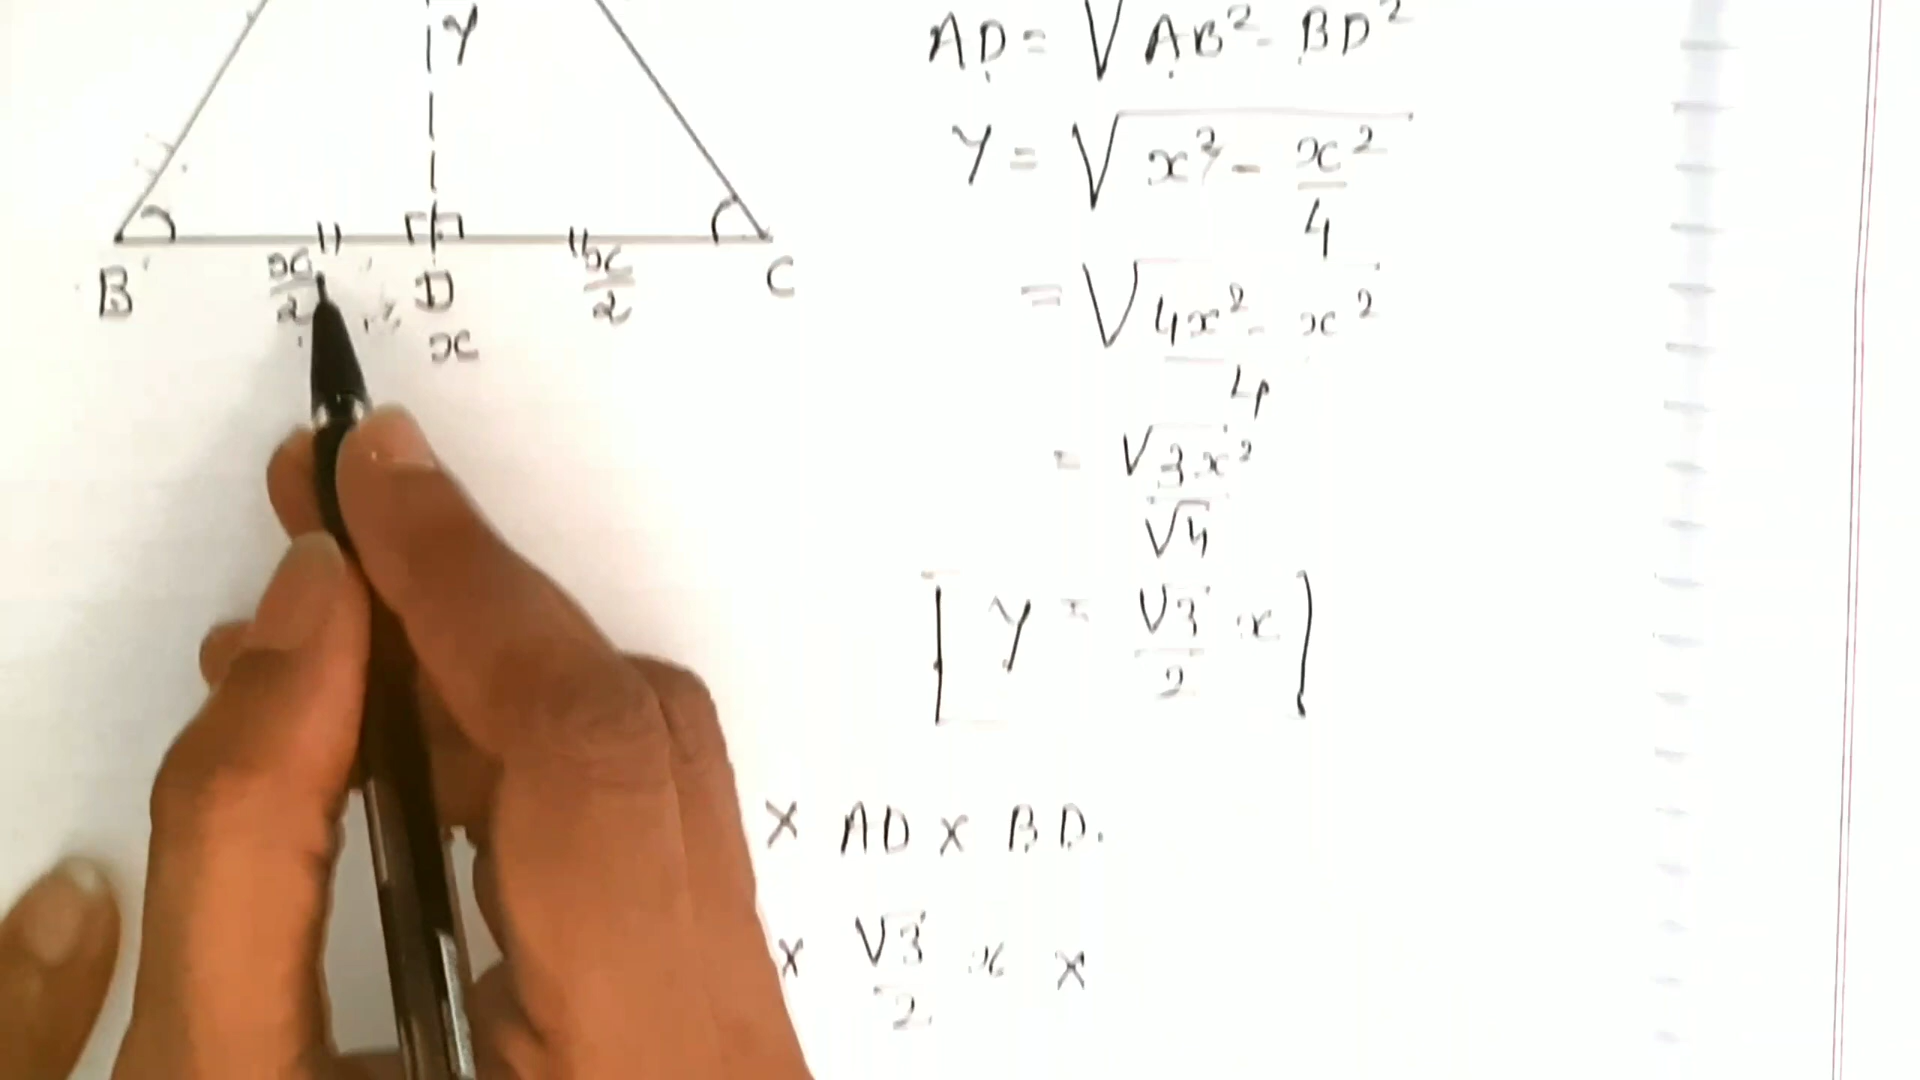 Y
B
x/2
D
x/2
C
x
AD = √AB² - BD²
Y = √x² - x²/4
= √4x² - x²/4
= √3x²/√4
[Y = √3/2 x]
x AD x BD.
x √3/2 x x